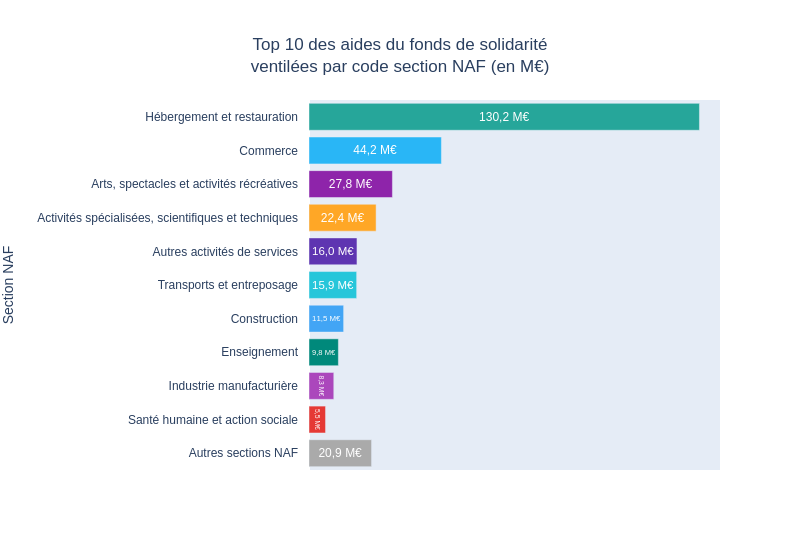 Top 10 des aides du fonds de solidarité
ventilées par code section NAF (en M€)
Section NAF
Hébergement et restauration 130,2 M€
Commerce 44,2 M€
Arts, spectacles et activités récréatives 27,8 M€
Activités spécialisées, scientifiques et techniques 22,4 M€
Autres activités de services 16,0 M€
Transports et entreposage 15,9 M€
Construction 11,5 M€
Enseignement 9,8 M€
Industrie manufacturière 8,3 M€
Santé humaine et action sociale 5,5 M€
Autres sections NAF 20,9 M€